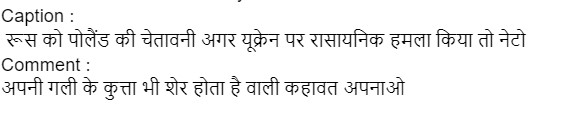 Caption :
रूस को पोलैंड की चेतावनी अगर यूक्रेन पर रासायनिक हमला किया तो नेटो
Comment :
अपनी गली के कुत्ता भी शेर होता है वाली कहावत अपनाओ